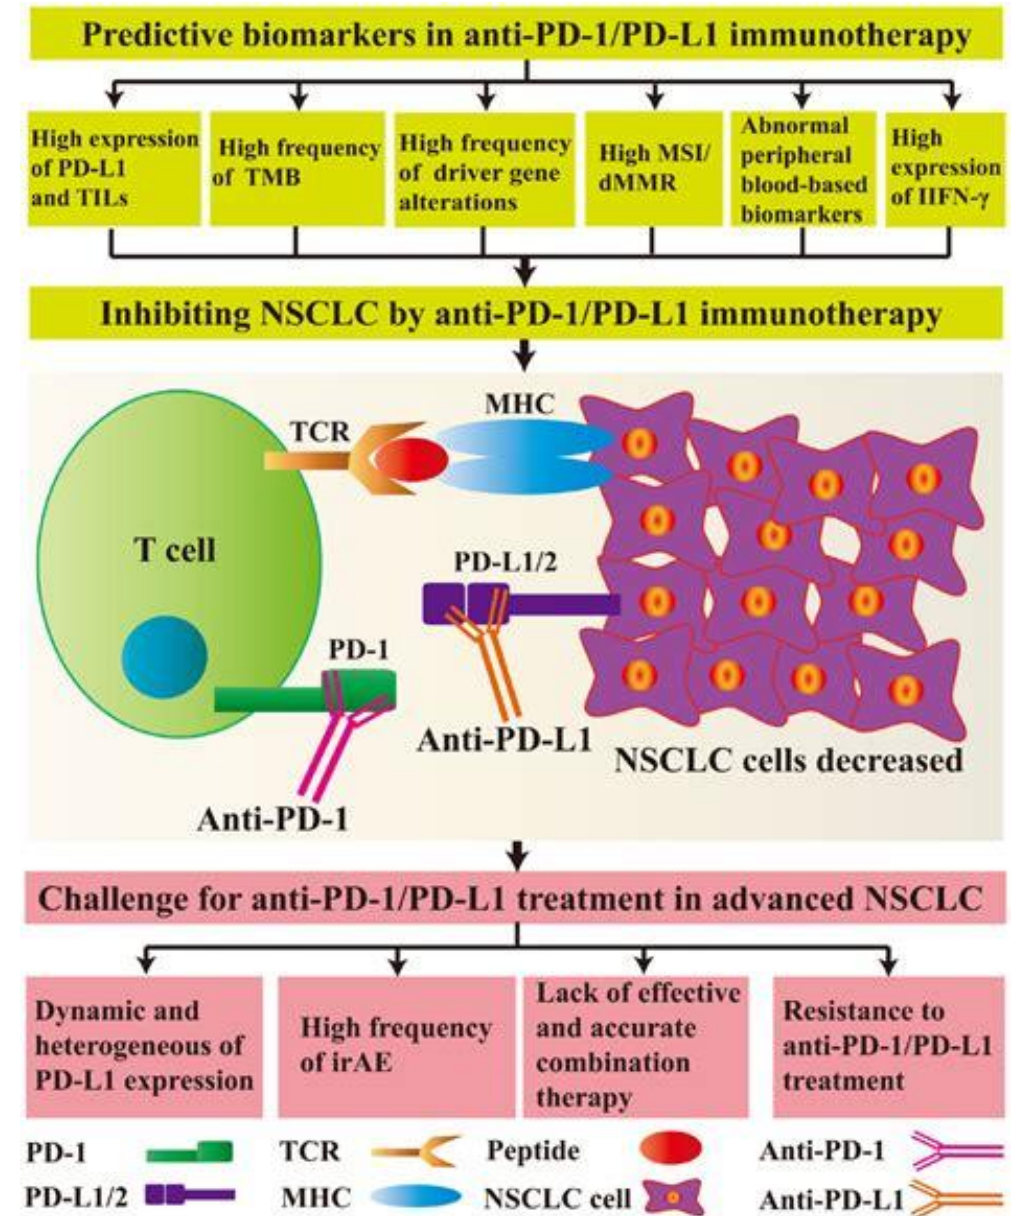 Predictive biomarkers in anti-PD-1/PD-L1 immunotherapy
High expression
of PD-L1
and TILs
High frequency
of TMB
High frequency
of driver gene
alterations
High MSI/
dMMR
Abnormal
peripheral
blood-based
biomarkers
High
expression
of IIFN-γ
Inhibiting NSCLC by anti-PD-1/PD-L1 immunotherapy
TCR
MHC
T cell
PD-L1/2
PD-1
Anti-PD-L1
NSCLC cells decreased
Anti-PD-1
Challenge for anti-PD-1/PD-L1 treatment in advanced NSCLC
Dynamic and
heterogeneous of
PD-L1 expression
High frequency
of irAE
Lack of effective
and accurate
combination
therapy
Resistance to
anti-PD-1/PD-L1
treatment
PD-1
TCR
Peptide
Anti-PD-1
PD-L1/2
MHC
NSCLC cell
Anti-PD-L1